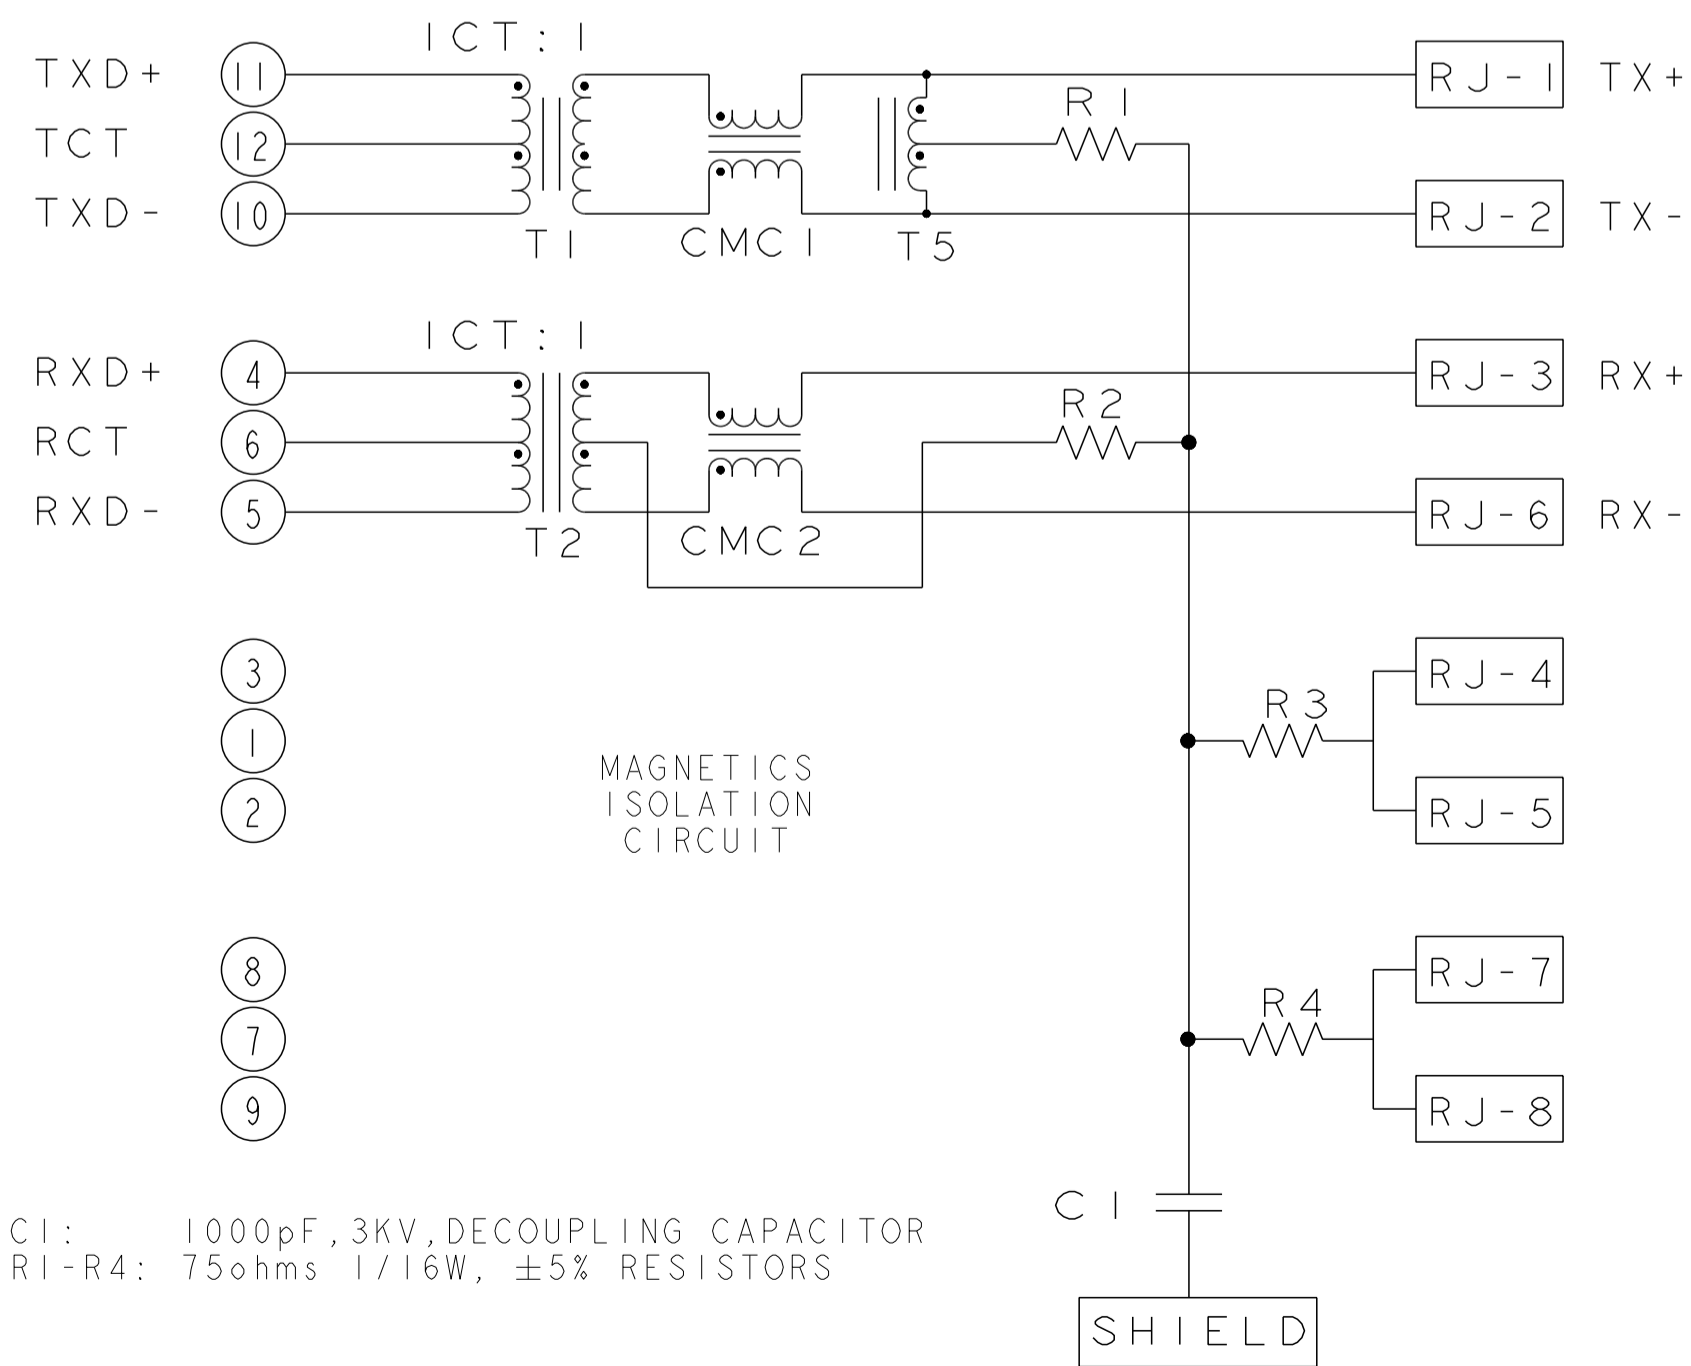 1CT:1
TXD+ 11 RJ-1 TX+
R1
TCT 12
TXD- 10 RJ-2 TX-
T1 CMC1 T5
1CT:1
RXD+ 4 RJ-3 RX+
R2
RCT 6
RXD- 5 RJ-6 RX-
T2 CMC2
3 RJ-4
R3
1
MAGNETICS
ISOLATION
CIRCUIT
2 RJ-5
8 RJ-7
R4
7
9 RJ-8
C1
C1: 1000pF,3KV,DECOUPLING CAPACITOR
R1-R4: 75ohms 1/16W, ±5% RESISTORS
SHIELD